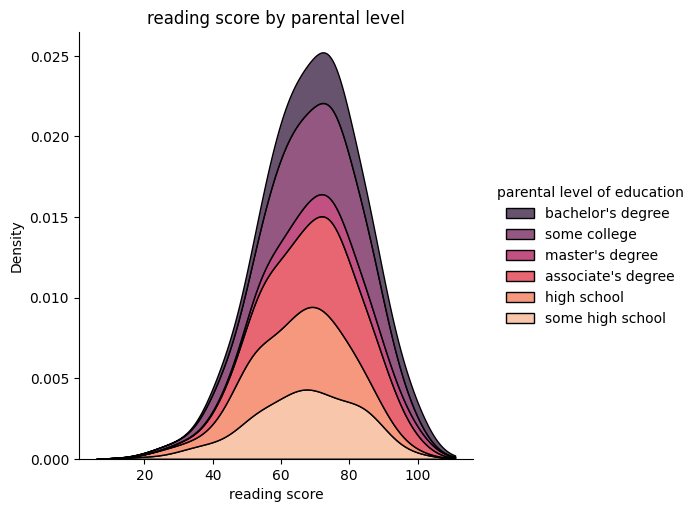 reading score by parental level
0.025
0.020
0.015
0.010
0.005
0.000
Density
20 40 60 80 100
reading score
parental level of education
bachelor's degree
some college
master's degree
associate's degree
high school
some high school